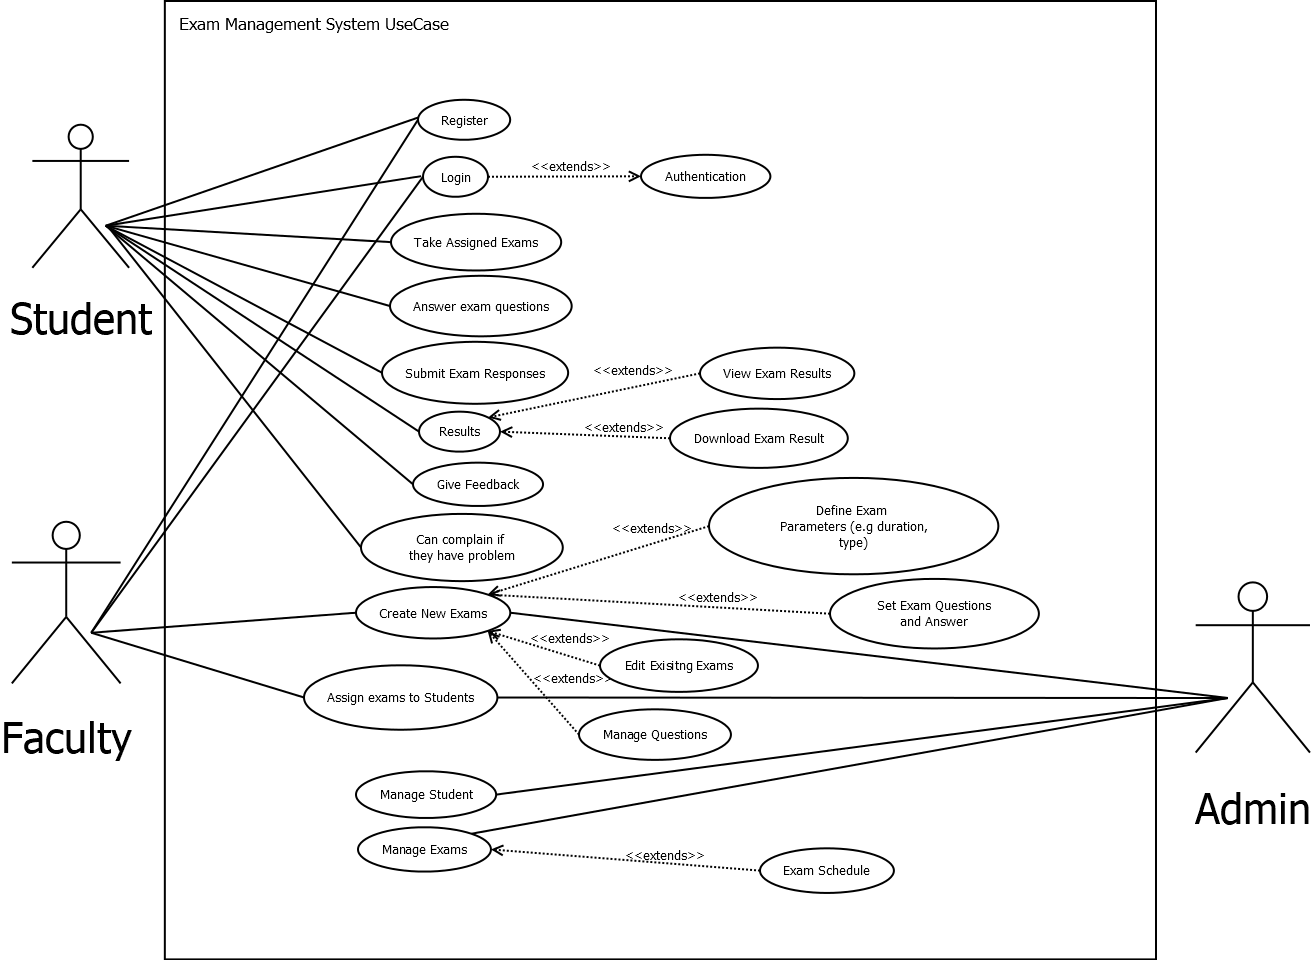 Exam Management System UseCase
Register
<<extends>>
Login
Authentication
Take Assigned Exams
Answer exam questions
Student
<<extends>>
Submit Exam Responses
View Exam Results
<<extends>>
Results
Download Exam Result
Give Feedback
Define Exam
Parameters (e.g duration,
type)
<<extends>>
Can complain if
they have problem
<<extends>>
Set Exam Questions
and Answer
Create New Exams
<<extends>>
Edit Exisitng Exams
<<extends>>
Assign exams to Students
Manage Questions
Faculty
Manage Student
Admin
Manage Exams
<<extends>>
Exam Schedule